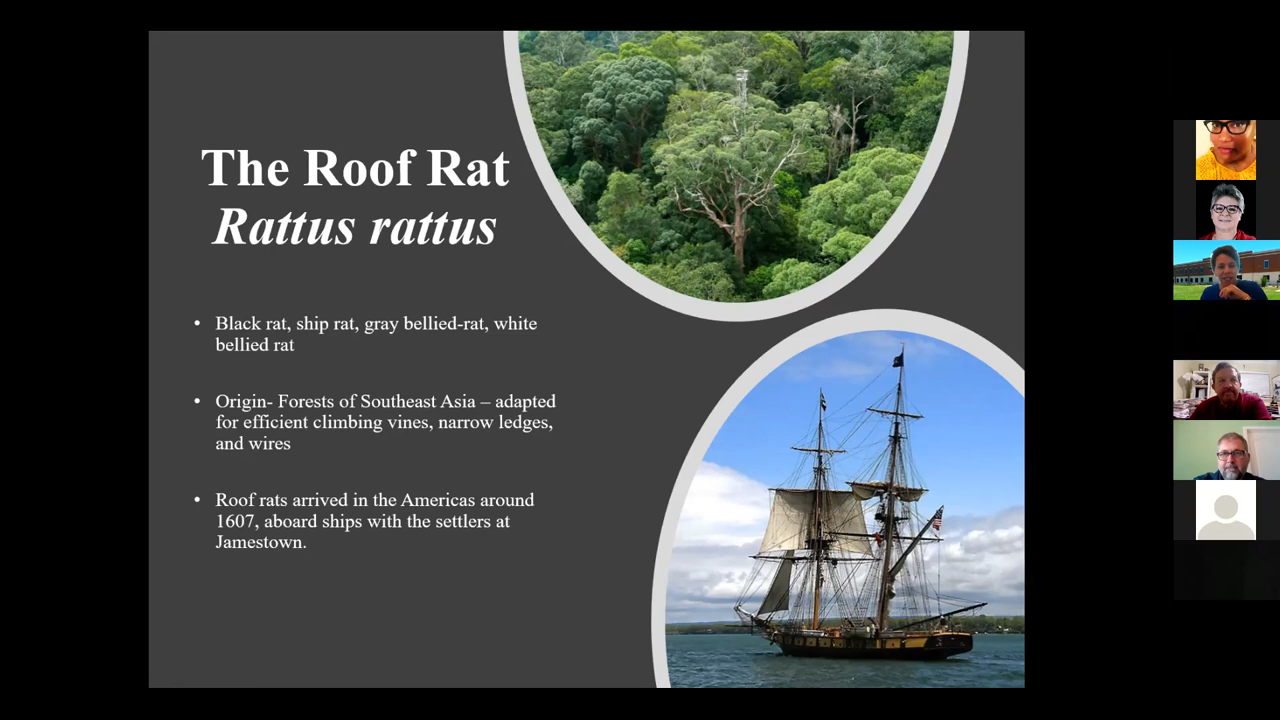 The Roof Rat
Rattus rattus
• Black rat, ship rat, gray bellied-rat, white
bellied rat
• Origin- Forests of Southeast Asia – adapted
for efficient climbing vines, narrow ledges,
and wires
• Roof rats arrived in the Americas around
1607, aboard ships with the settlers at
Jamestown.